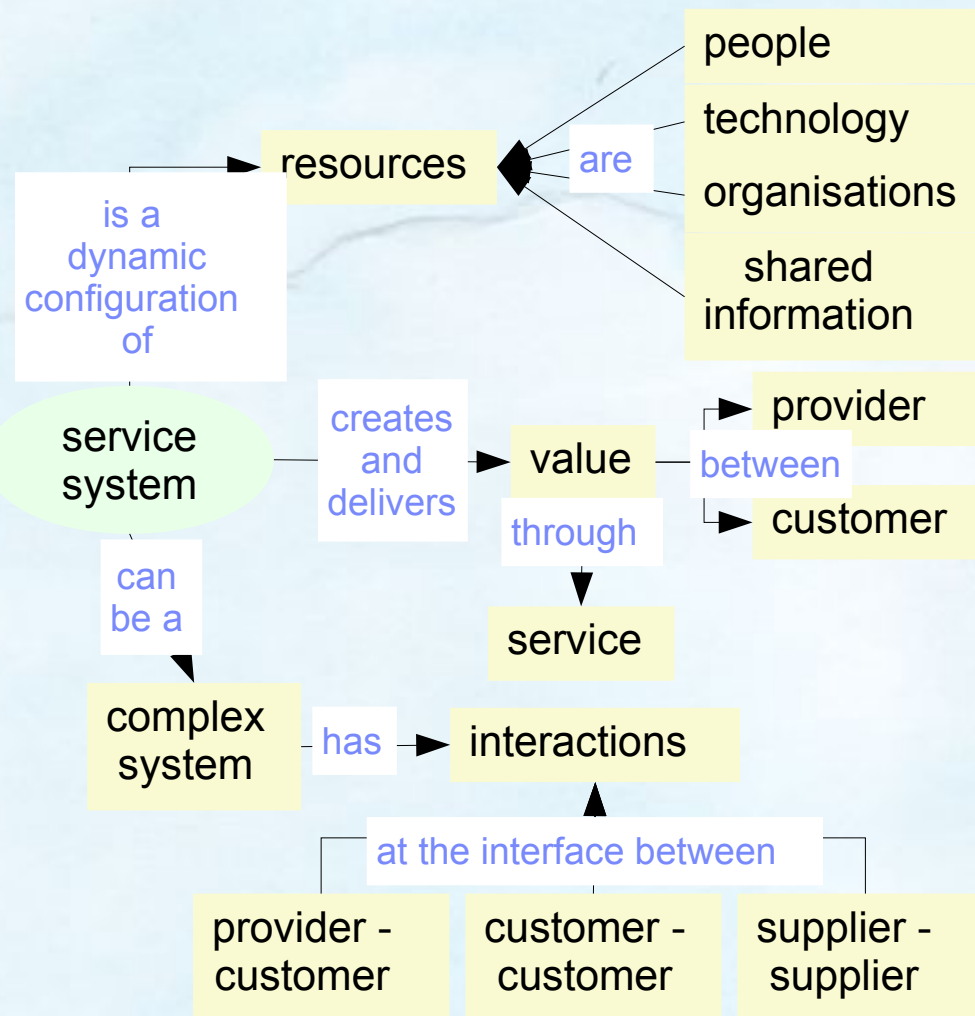 people
technology
resources
are
organisations
is a
dynamic
configuration
of
shared
information
service
system
creates
and
delivers
value
between
provider
customer
through
service
can
be a
complex
system
has
interactions
at the interface between
provider -
customer
customer -
customer
supplier -
supplier